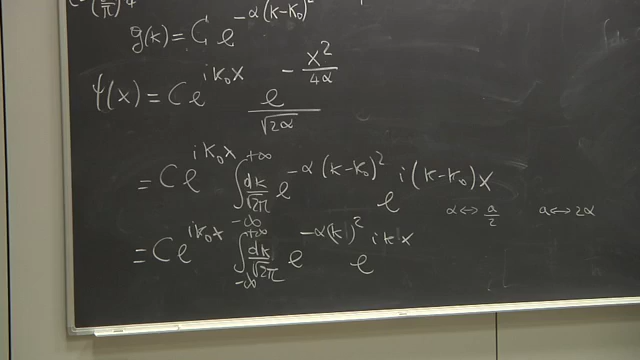 (π)^4
g(k) = C e^{-α(k-k₀)²}
ψ(x) = C e^{ik₀x} e^{-x²/4α} / √2α
= C e^{ik₀x} ∫_{-∞}^{+∞} dk/√2π e^{-α(k-k₀)²} e^{i(k-k₀)x}
α ↔ a/2   a ↔ 2α
= C e^{ik₀x} ∫_{-∞}^{+∞} dk/√2π e^{-α(k)²} e^{ikx}